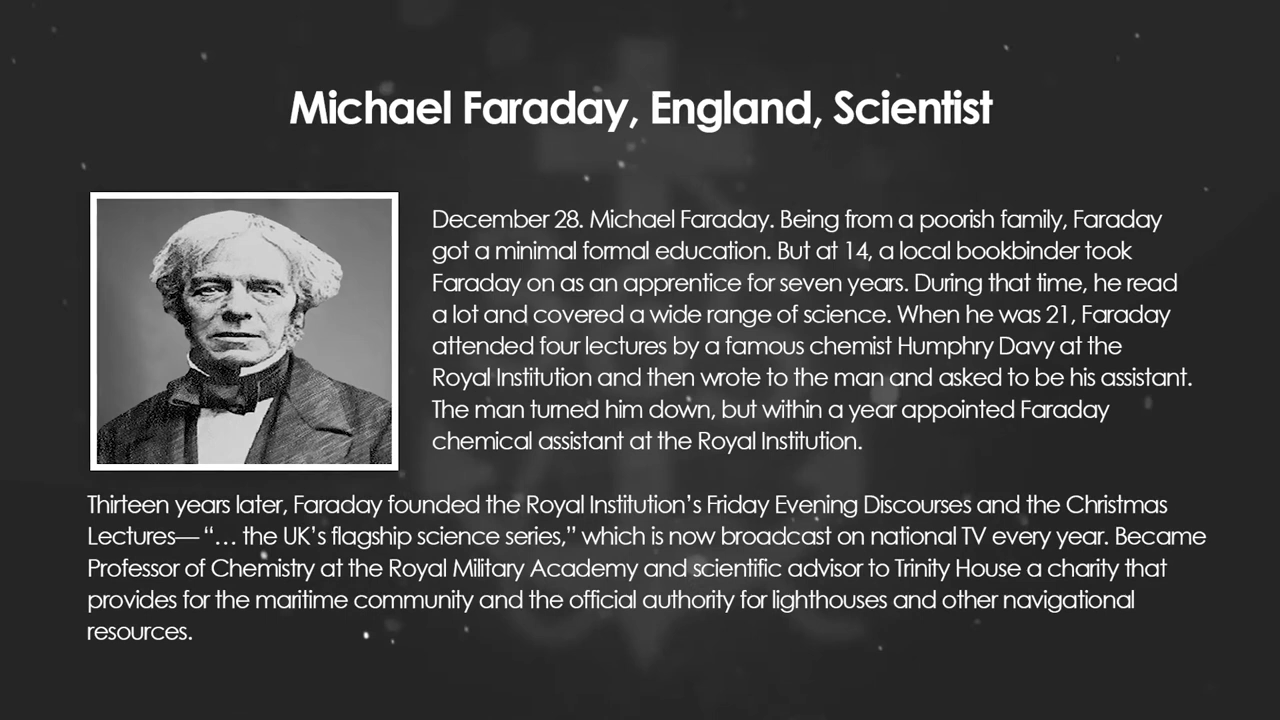 Michael Faraday, England, Scientist
December 28. Michael Faraday. Being from a poorish family, Faraday
got a minimal formal education. But at 14, a local bookbinder took
Faraday on as an apprentice for seven years. During that time, he read
a lot and covered a wide range of science. When he was 21, Faraday
attended four lectures by a famous chemist Humphry Davy at the
Royal Institution and then wrote to the man and asked to be his assistant.
The man turned him down, but within a year appointed Faraday
chemical assistant at the Royal Institution.
Thirteen years later, Faraday founded the Royal Institution’s Friday Evening Discourses and the Christmas
Lectures— “… the UK’s flagship science series,” which is now broadcast on national TV every year. Became
Professor of Chemistry at the Royal Military Academy and scientific advisor to Trinity House a charity that
provides for the maritime community and the official authority for lighthouses and other navigational
resources.